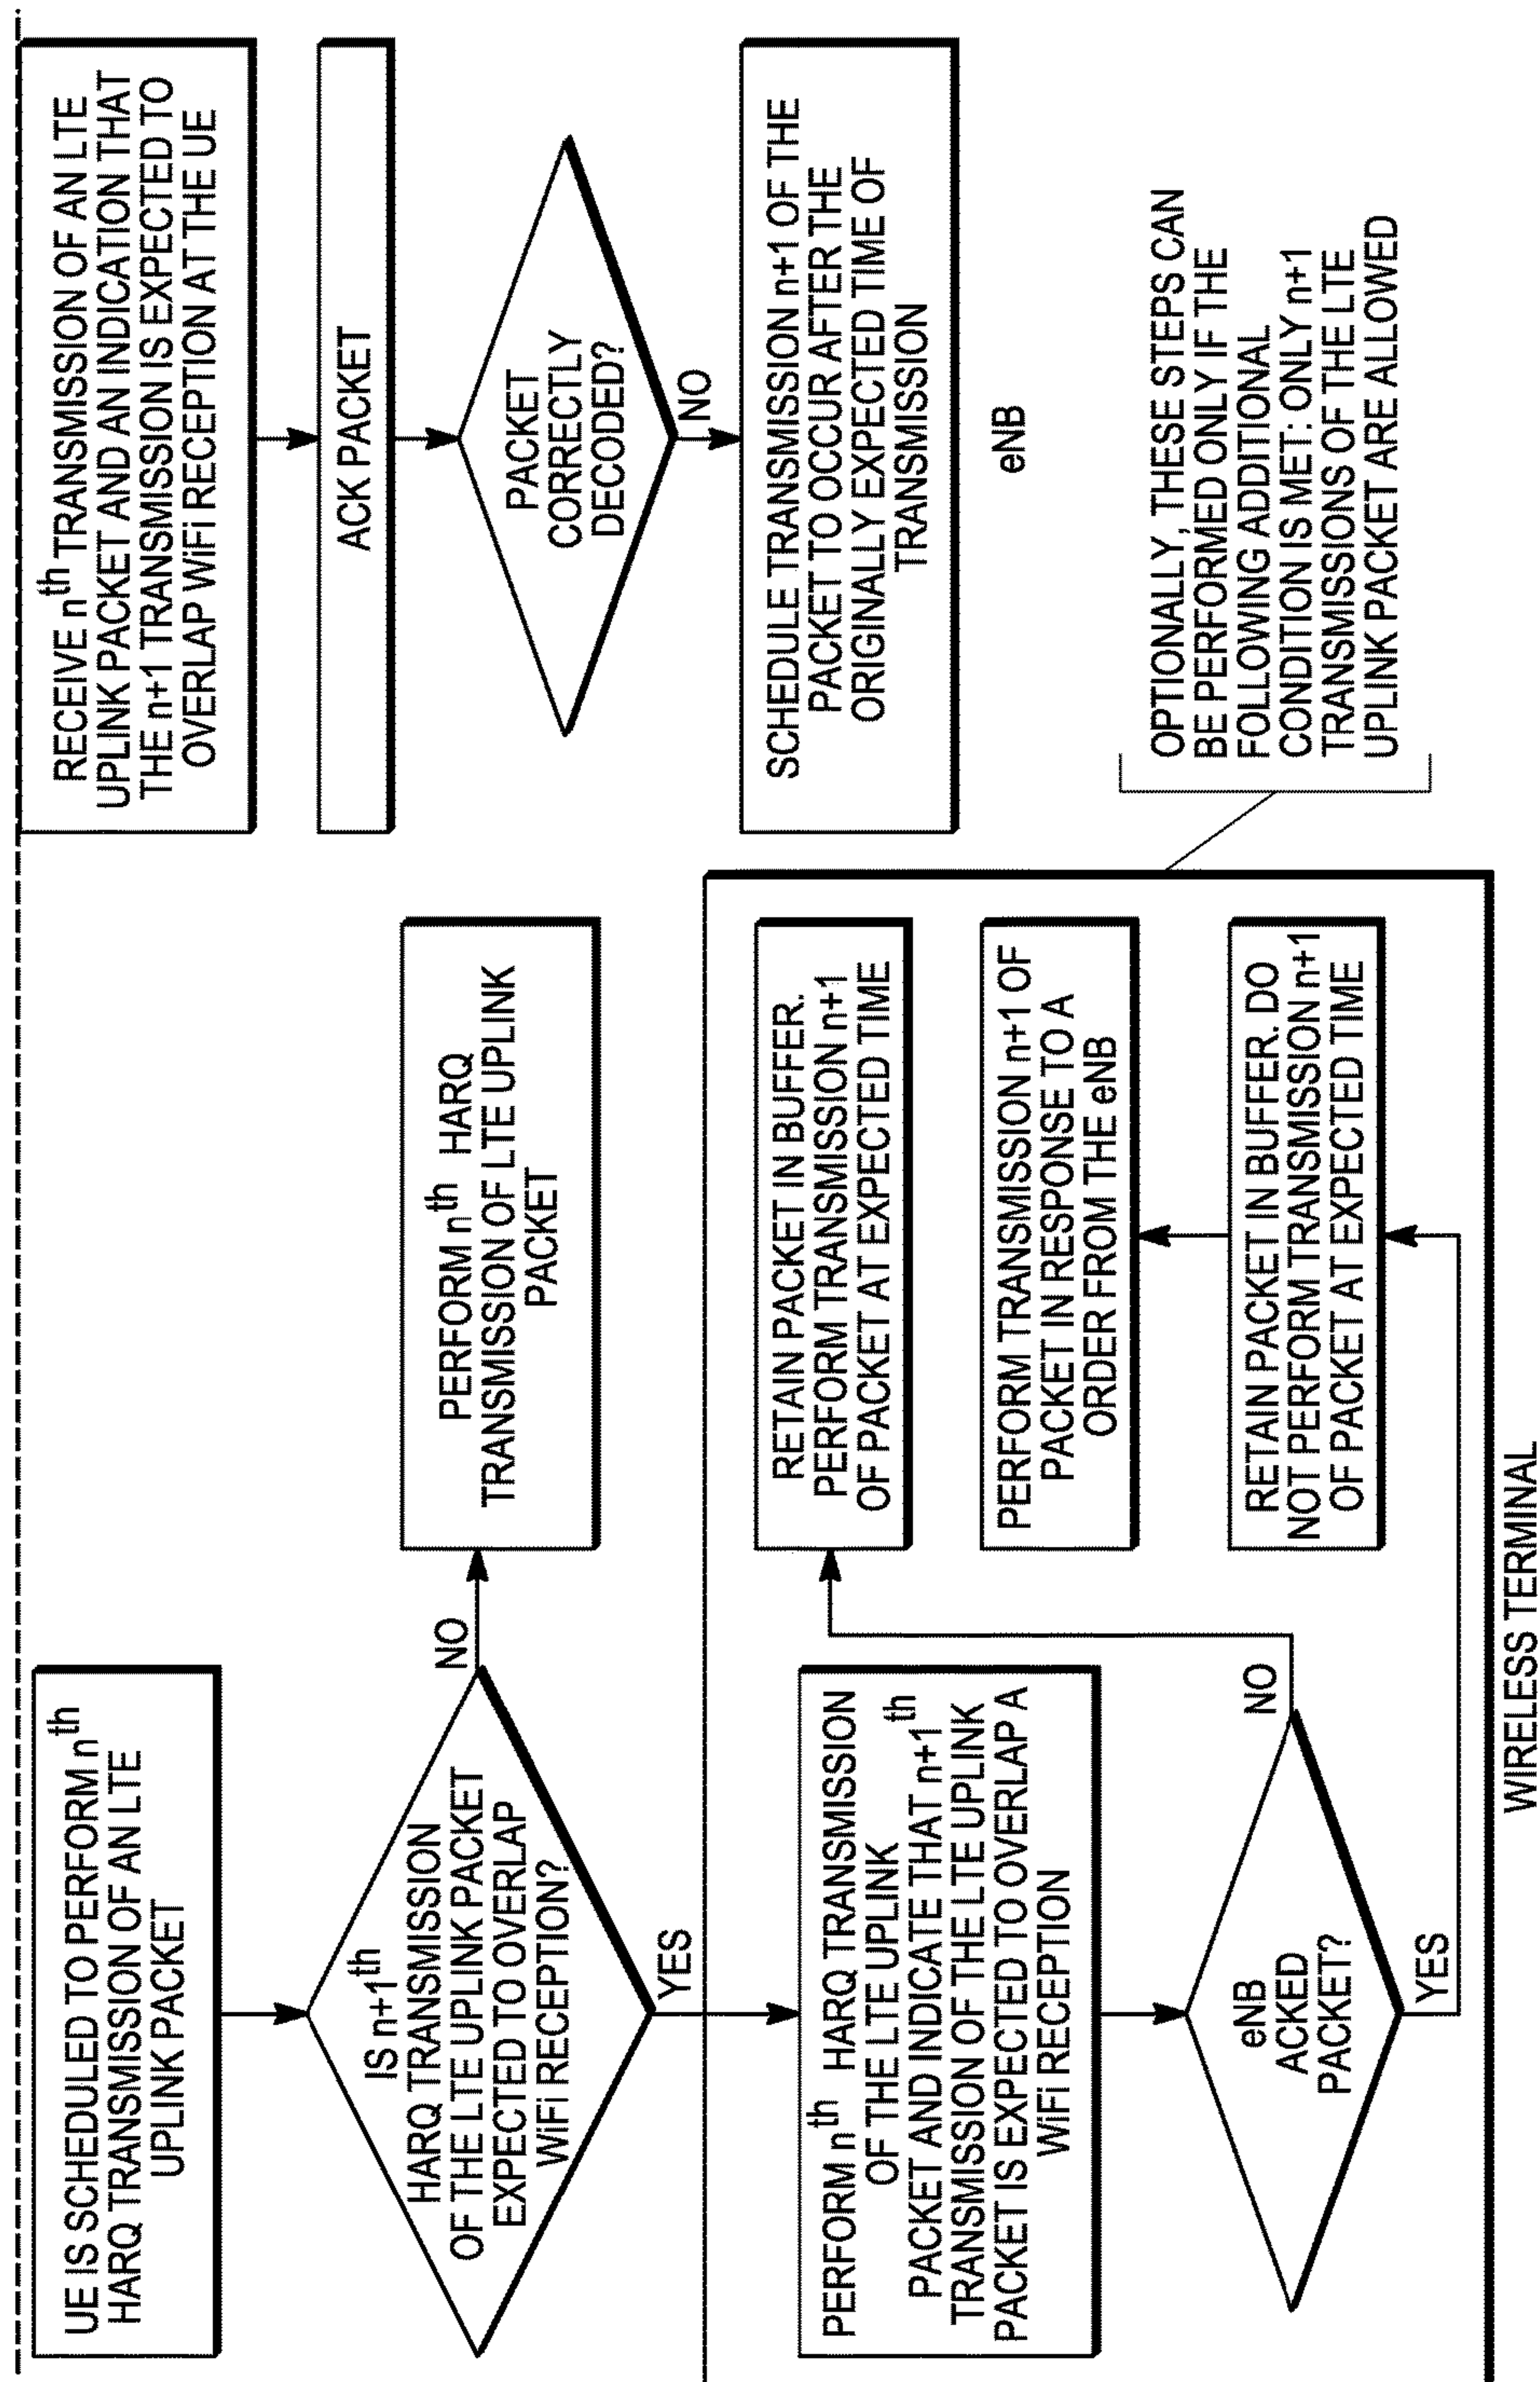 UE IS SCHEDULED TO PERFORM nth
HARQ TRANSMISSION OF AN LTE
UPLINK PACKET
IS n+1th
HARQ TRANSMISSION
OF THE LTE UPLINK PACKET
EXPECTED TO OVERLAP
WiFi RECEPTION?
NO
YES
PERFORM nth HARQ
TRANSMISSION OF LTE UPLINK
PACKET
PERFORM nth HARQ TRANSMISSION
OF THE LTE UPLINK
PACKET AND INDICATE THAT n+1th
TRANSMISSION OF THE LTE UPLINK
PACKET IS EXPECTED TO OVERLAP A
WiFi RECEPTION
eNB
ACKED
PACKET?
NO
YES
RETAIN PACKET IN BUFFER.
PERFORM TRANSMISSION n+1
OF PACKET AT EXPECTED TIME
PERFORM TRANSMISSION n+1 OF
PACKET IN RESPONSE TO A
ORDER FROM THE eNB
RETAIN PACKET IN BUFFER. DO
NOT PERFORM TRANSMISSION n+1
OF PACKET AT EXPECTED TIME
WIRELESS TERMINAL
RECEIVE nth TRANSMISSION OF AN LTE
UPLINK PACKET AND AN INDICATION THAT
THE n+1 TRANSMISSION IS EXPECTED TO
OVERLAP WiFi RECEPTION AT THE UE
ACK PACKET
PACKET
CORRECTLY
DECODED?
NO
SCHEDULE TRANSMISSION n+1 OF THE
PACKET TO OCCUR AFTER THE
ORIGINALLY EXPECTED TIME OF
TRANSMISSION
eNB
OPTIONALLY, THESE STEPS CAN
BE PERFORMED ONLY IF THE
FOLLOWING ADDITIONAL
CONDITION IS MET: ONLY n+1
TRANSMISSIONS OF THE LTE
UPLINK PACKET ARE ALLOWED